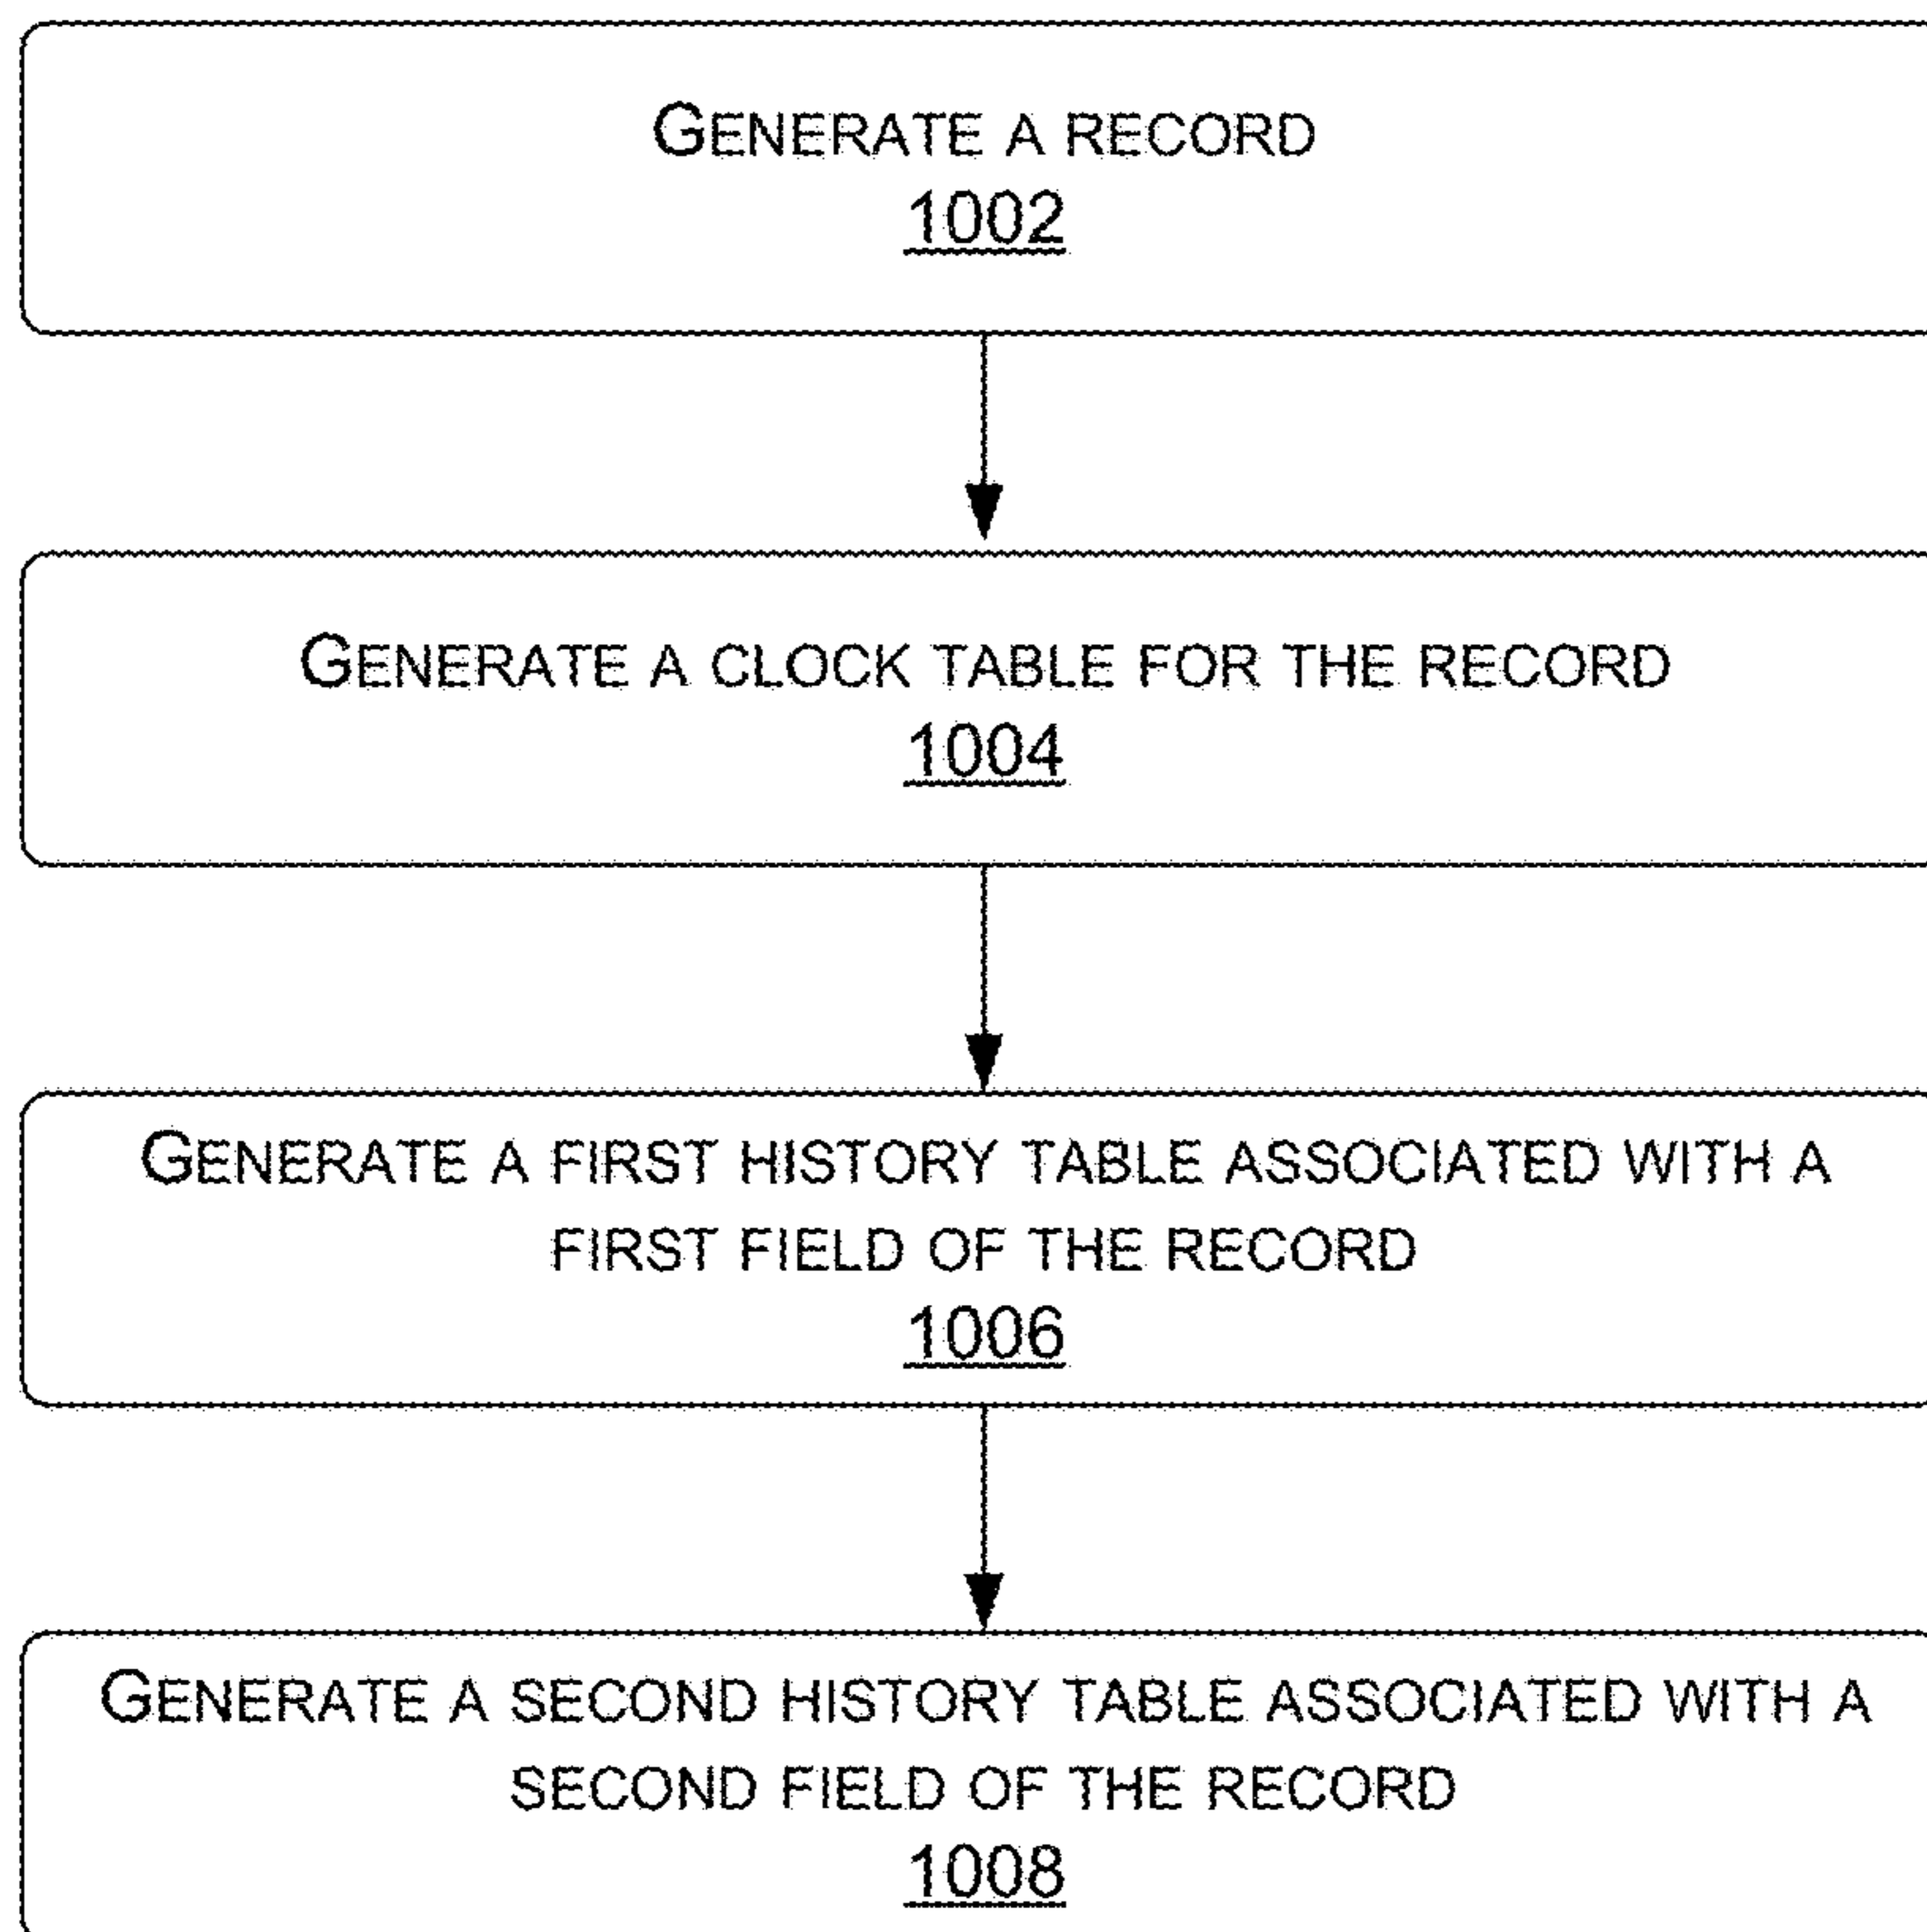 GENERATE A RECORD
1002
GENERATE A CLOCK TABLE FOR THE RECORD
1004
GENERATE A FIRST HISTORY TABLE ASSOCIATED WITH A
FIRST FIELD OF THE RECORD
1006
GENERATE A SECOND HISTORY TABLE ASSOCIATED WITH A
SECOND FIELD OF THE RECORD
1008